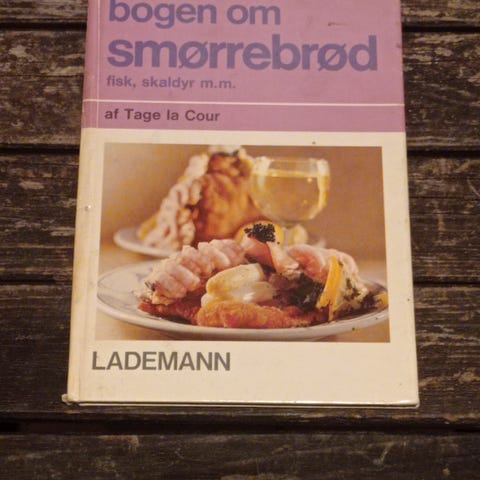 bogen om
smørrebrød
fisk, skaldyr m.m.
af Tage la Cour
LADEMANN